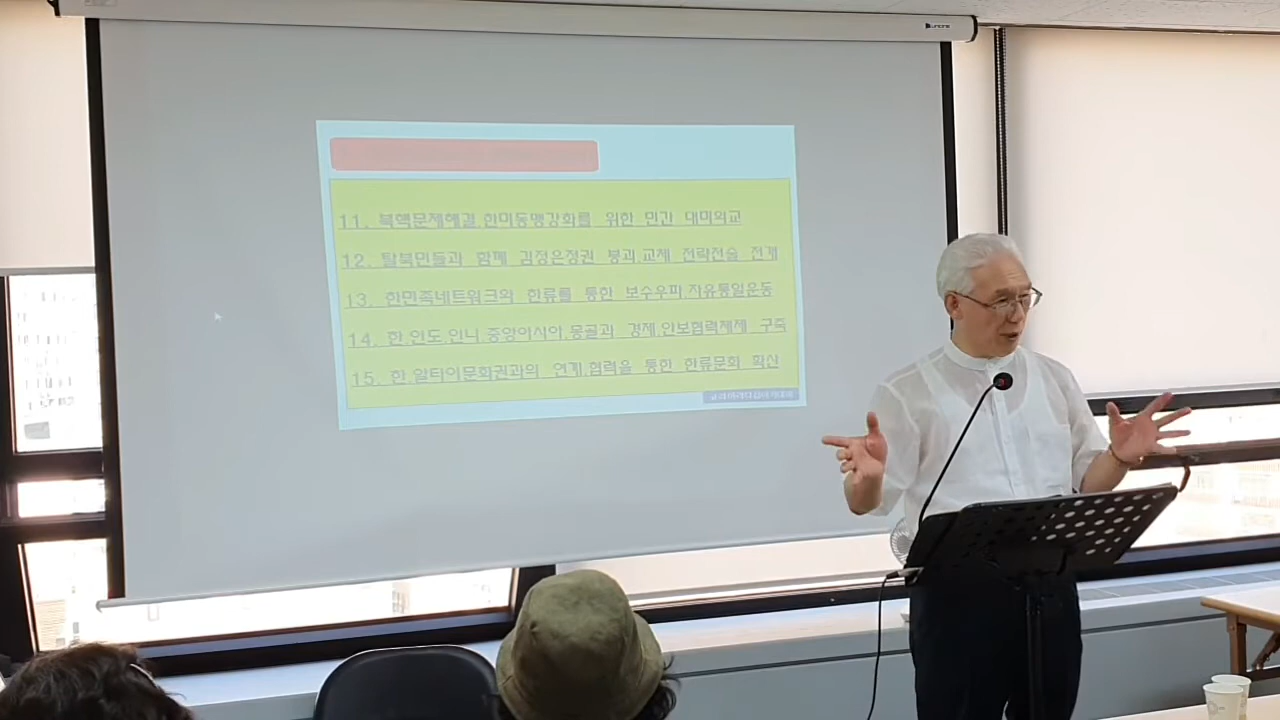 11. 북핵문제해결,한미동맹강화를 위한 민간 대미외교
12. 탈북민들과 함께 김정은정권 붕괴,교체 전략전술 전개
13. 한민족네트워크와 한류를 통한 보수우파,자유통일운동
14. 한,인도,인니,중앙아시아,몽골과 경제,안보협력체제 구축
15. 한,알타이문화권과의 연계,협력을 통한 한류문화 확산